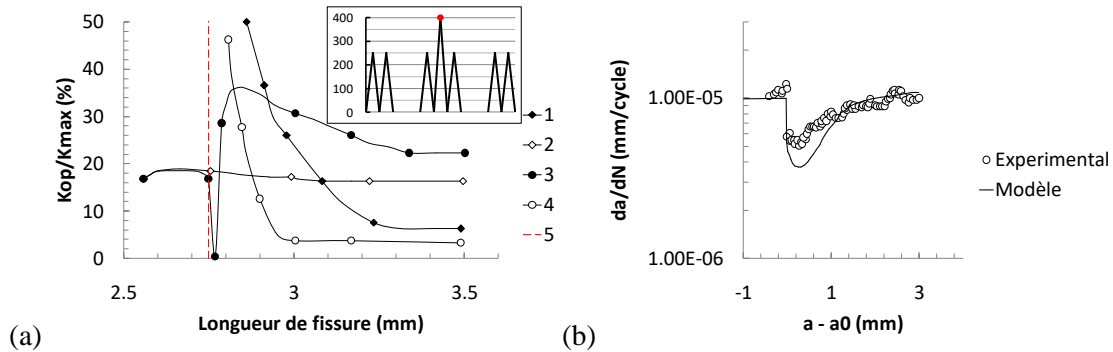 50
40
30
20
10
0
Kop/Kmax (%)
2.5
3
3.5
Longueur de fissure (mm)
400
300
200
100
0
1
2
3
4
5
(a)
1.00E-05
1.00E-06
da/dN (mm/cycle)
-1
1
3
a - a0 (mm)
Experimental
Modèle
(b)